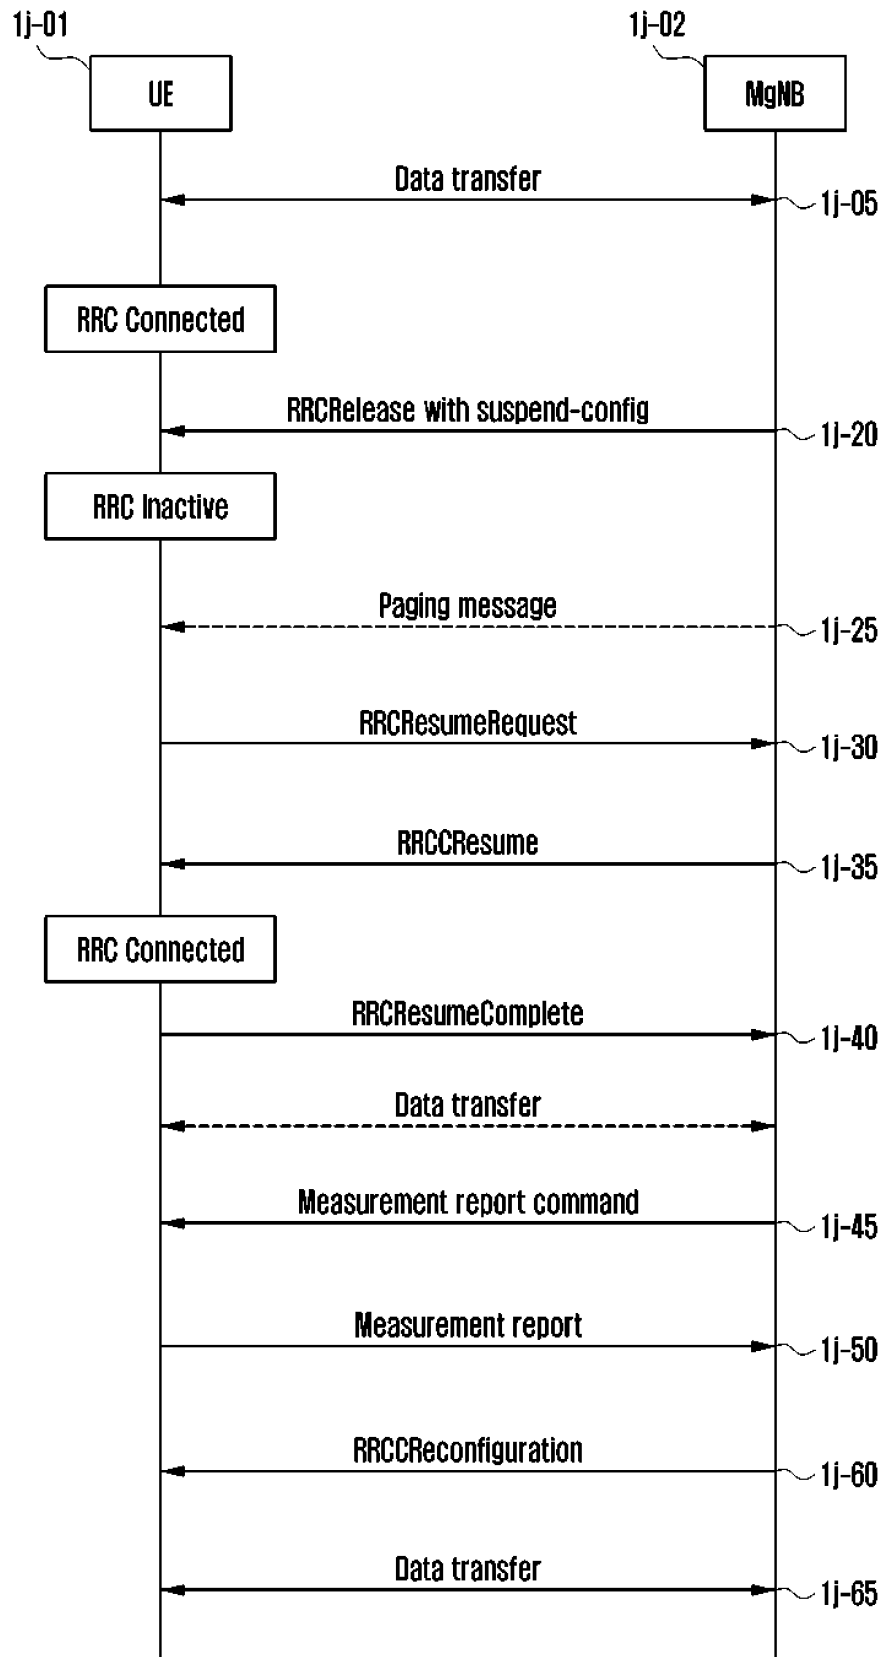 1j-01
1j-02
UE
MgNB
Data transfer
1j-05
RRC Connected
RRCRelease with suspend-config
1j-20
RRC Inactive
Paging message
1j-25
RRCResumeRequest
1j-30
RRCCResume
1j-35
RRC Connected
RRCResumeComplete
1j-40
Data transfer
Measurement report command
1j-45
Measurement report
1j-50
RRCCReconfiguration
1j-60
Data transfer
1j-65